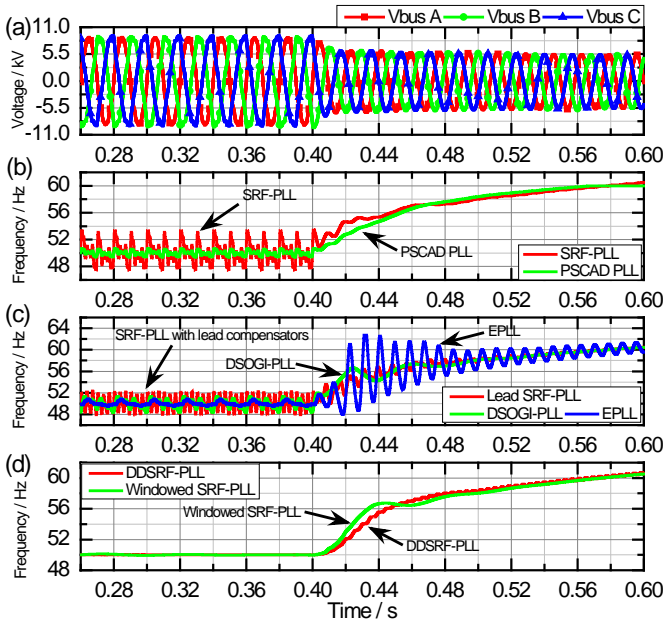 (a)
Vbus A Vbus B Vbus C
Voltage / kV
11.0
5.5
0.0
-5.5
-11.0
0.28 0.32 0.36 0.40 0.44 0.48 0.52 0.56 0.60
(b)
Frequency / Hz
60
56
52
48
SRF-PLL
PSCAD PLL
SRF-PLL
PSCAD PLL
0.28 0.32 0.36 0.40 0.44 0.48 0.52 0.56 0.60
(c)
Frequency / Hz
64
60
56
52
48
SRF-PLL with lead compensators
DSOGI-PLL
EPLL
Lead SRF-PLL
DSOGI-PLL EPLL
0.28 0.32 0.36 0.40 0.44 0.48 0.52 0.56 0.60
(d)
Frequency / Hz
60
56
52
48
DDSRF-PLL
Windowed SRF-PLL
Windowed SRF-PLL
DDSRF-PLL
0.28 0.32 0.36 0.40 0.44 0.48 0.52 0.56 0.60
Time / s